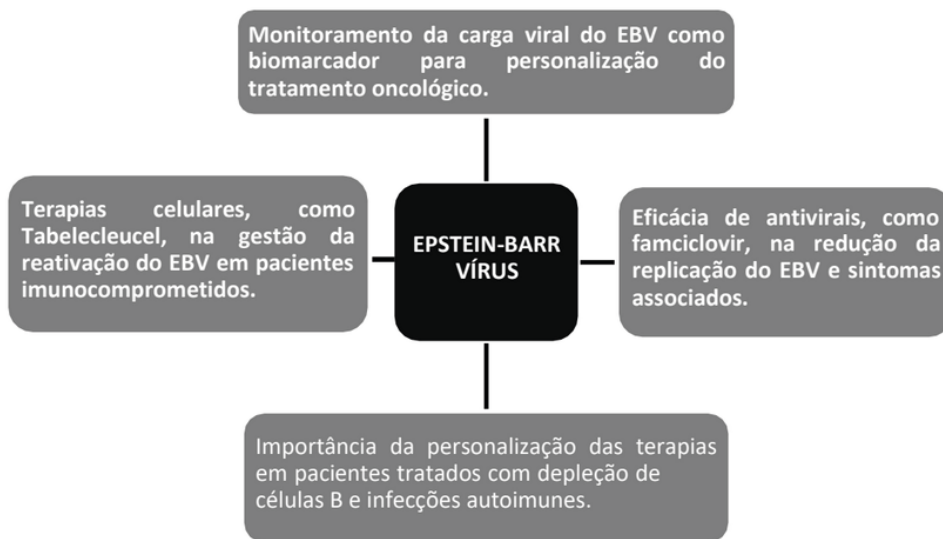 Monitoramento da carga viral do EBV como
biomarcador para personalização do
tratamento oncológico.
Terapias celulares, como
Tabelecleucel, na gestão da
reativação do EBV em pacientes
imunocomprometidos.
EPSTEIN-BARR
VÍRUS
Eficácia de antivirais, como
famciclovir, na redução da
replicação do EBV e sintomas
associados.
Importância da personalização das terapias
em pacientes tratados com depleção de
células B e infecções autoimunes.